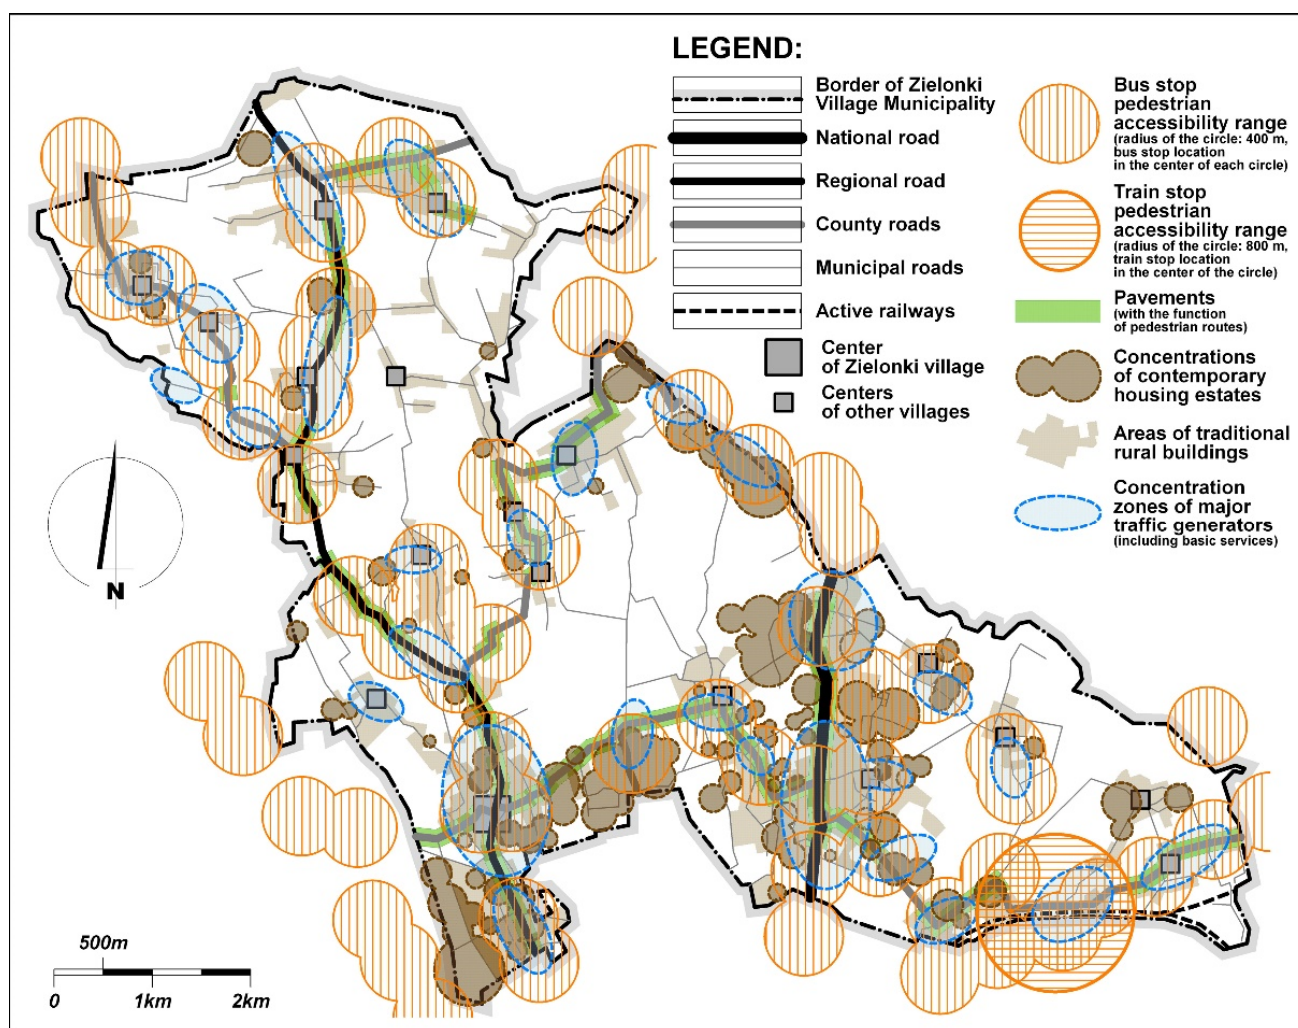 LEGEND:
Border of Zielonki
Village Municipality
National road
Regional road
County roads
Municipal roads
Active railways
Center
of Zielonki village
Centers
of other villages
Bus stop
pedestrian
accessibility range
(radius of the circle: 400 m,
bus stop location
in the center of each circle)
Train stop
pedestrian
accessibility range
(radius of the circle: 800 m,
train stop location
in the center of the circle)
Pavements
(with the function
of pedestrian routes)
Concentrations
of contemporary
housing estates
Areas of traditional
rural buildings
Concentration
zones of major
traffic generators
(including basic services)
N
500m
0 1km 2km